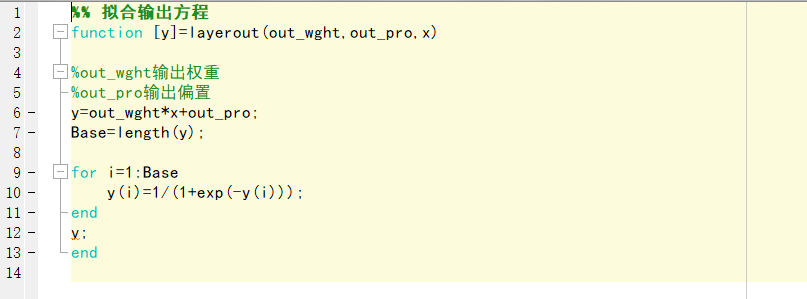 1 %% 拟合输出方程
2 function [y]=layerout(out_wght,out_pro,x)
3
4 %out_wght输出权重
5 %out_pro输出偏置
6 y=out_wght*x+out_pro;
7 Base=length(y);
8
9 for i=1:Base
10 y(i)=1/(1+exp(-y(i)));
11 end
12 y;
13 end
14